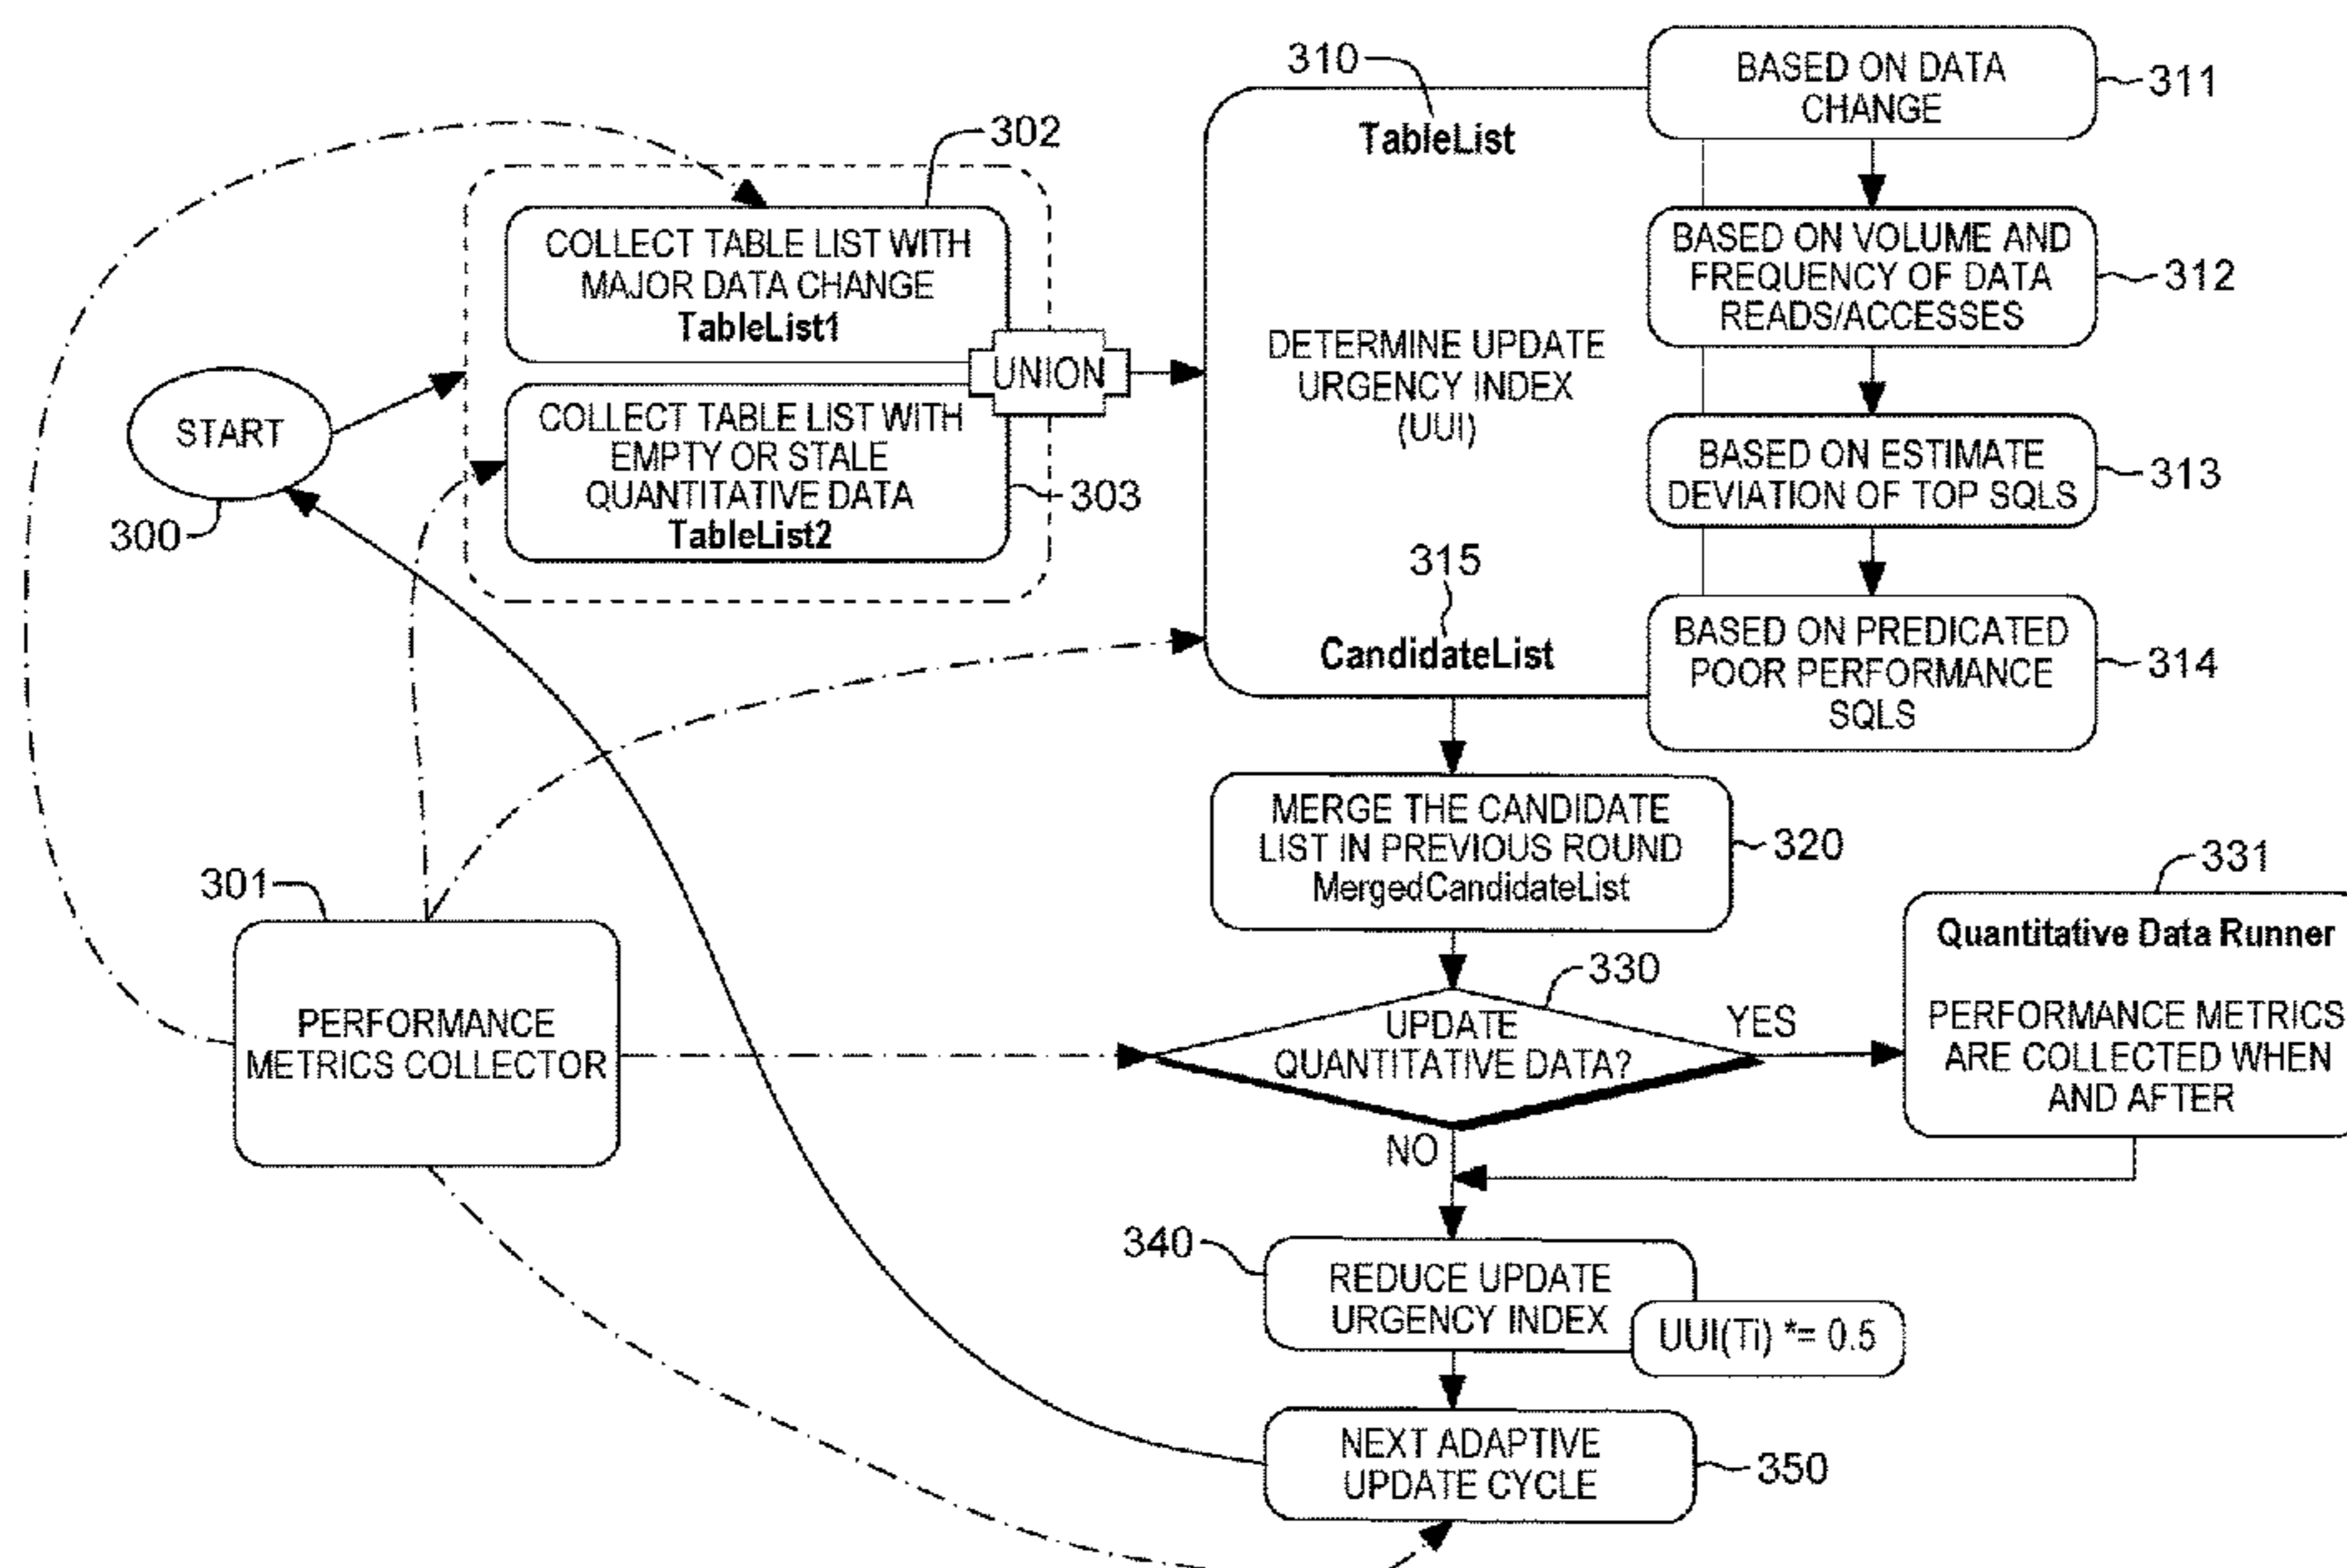 310
TableList
BASED ON DATA
CHANGE
311
302
COLLECT TABLE LIST WITH
MAJOR DATA CHANGE
TableList1
BASED ON VOLUME AND
FREQUENCY OF DATA
READS/ACCESSES
312
UNION
DETERMINE UPDATE
URGENCY INDEX
(UUI)
START
300
COLLECT TABLE LIST WITH
EMPTY OR STALE
QUANTITATIVE DATA
TableList2
303
BASED ON ESTIMATE
DEVIATION OF TOP SQLS
313
315
CandidateList
BASED ON PREDICATED
POOR PERFORMANCE
SQLS
314
MERGE THE CANDIDATE
LIST IN PREVIOUS ROUND
MergedCandidateList
320
301
PERFORMANCE
METRICS COLLECTOR
330
UPDATE
QUANTITATIVE DATA?
YES
NO
331
Quantitative Data Runner
PERFORMANCE METRICS
ARE COLLECTED WHEN
AND AFTER
340
REDUCE UPDATE
URGENCY INDEX
UUI(Ti) *= 0.5
NEXT ADAPTIVE
UPDATE CYCLE
350